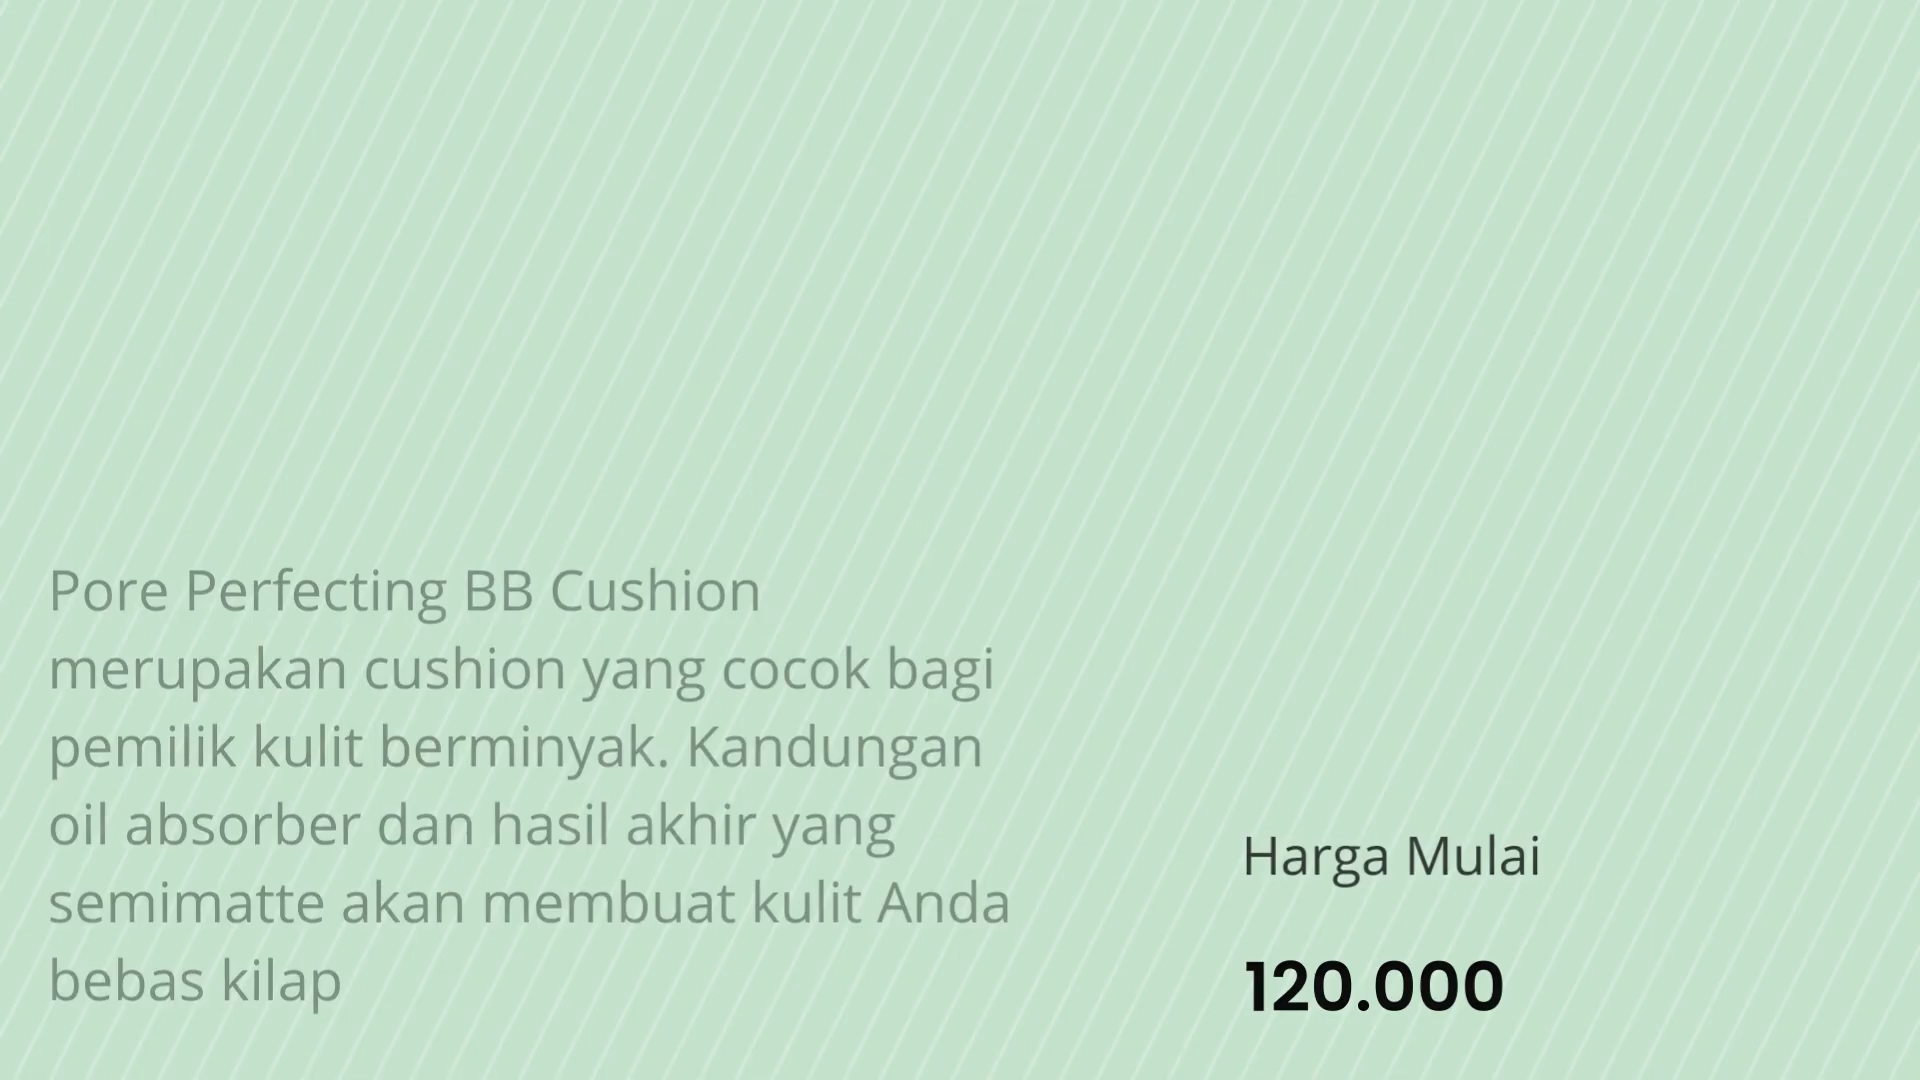 Pore Perfecting BB Cushion
merupakan cushion yang cocok bagi
pemilik kulit berminyak. Kandungan
oil absorber dan hasil akhir yang
semimatte akan membuat kulit Anda
bebas kilap
Harga Mulai
120.000